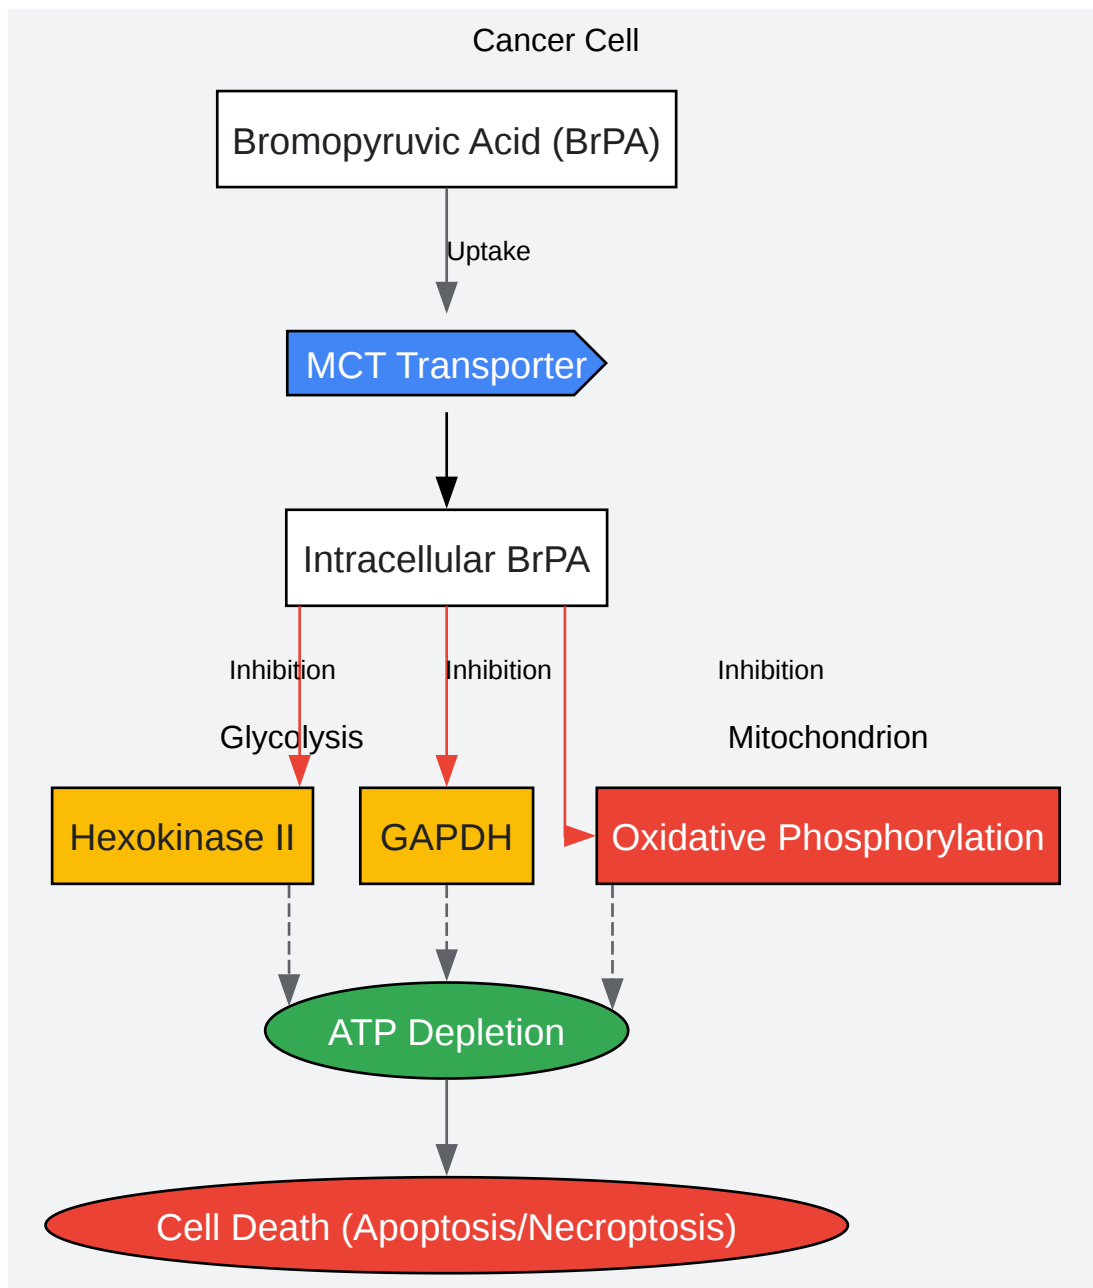 Cancer Cell
Bromopyruvic Acid (BrPA)
Uptake
MCT Transporter
Intracellular BrPA
Inhibition
Inhibition
Inhibition
Glycolysis
Mitochondrion
Hexokinase II
GAPDH
Oxidative Phosphorylation
ATP Depletion
Cell Death (Apoptosis/Necroptosis)